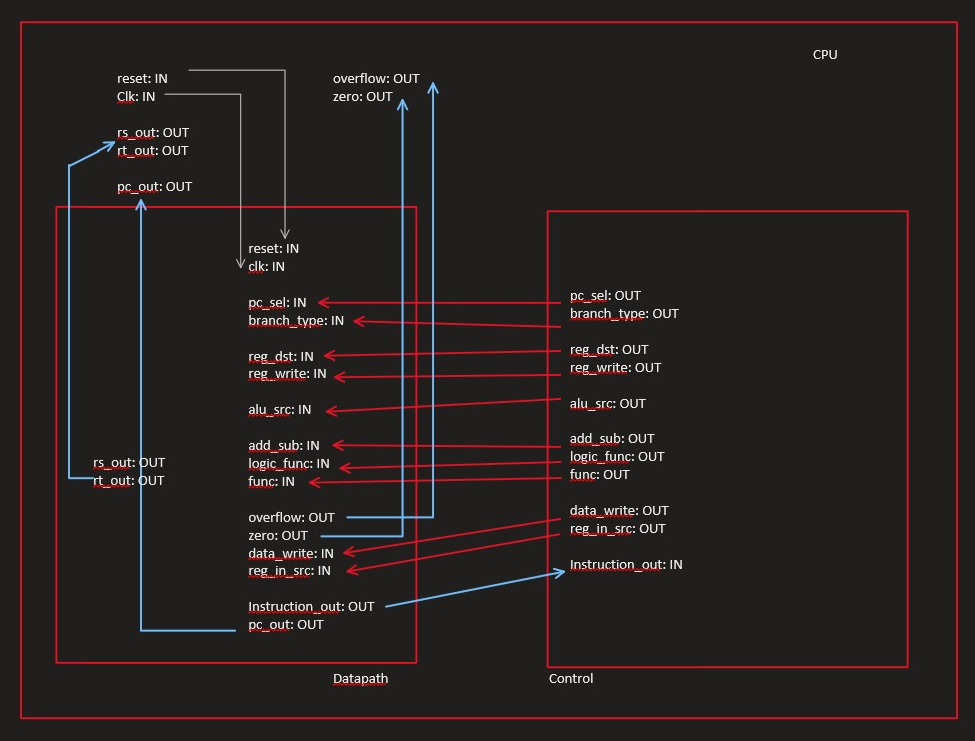 CPU
reset: IN
Clk: IN
rs_out: OUT
rt_out: OUT
pc_out: OUT
overflow: OUT
zero: OUT
reset: IN
clk: IN
pc_sel: IN
branch_type: IN
reg_dst: IN
reg_write: IN
alu_src: IN
add_sub: IN
logic_func: IN
func: IN
overflow: OUT
zero: OUT
data_write: IN
reg_in_src: IN
Instruction_out: OUT
pc_out: OUT
rs_out: OUT
rt_out: OUT
Datapath
pc_sel: OUT
branch_type: OUT
reg_dst: OUT
reg_write: OUT
alu_src: OUT
add_sub: OUT
logic_func: OUT
func: OUT
data_write: OUT
reg_in_src: OUT
Instruction_out: IN
Control